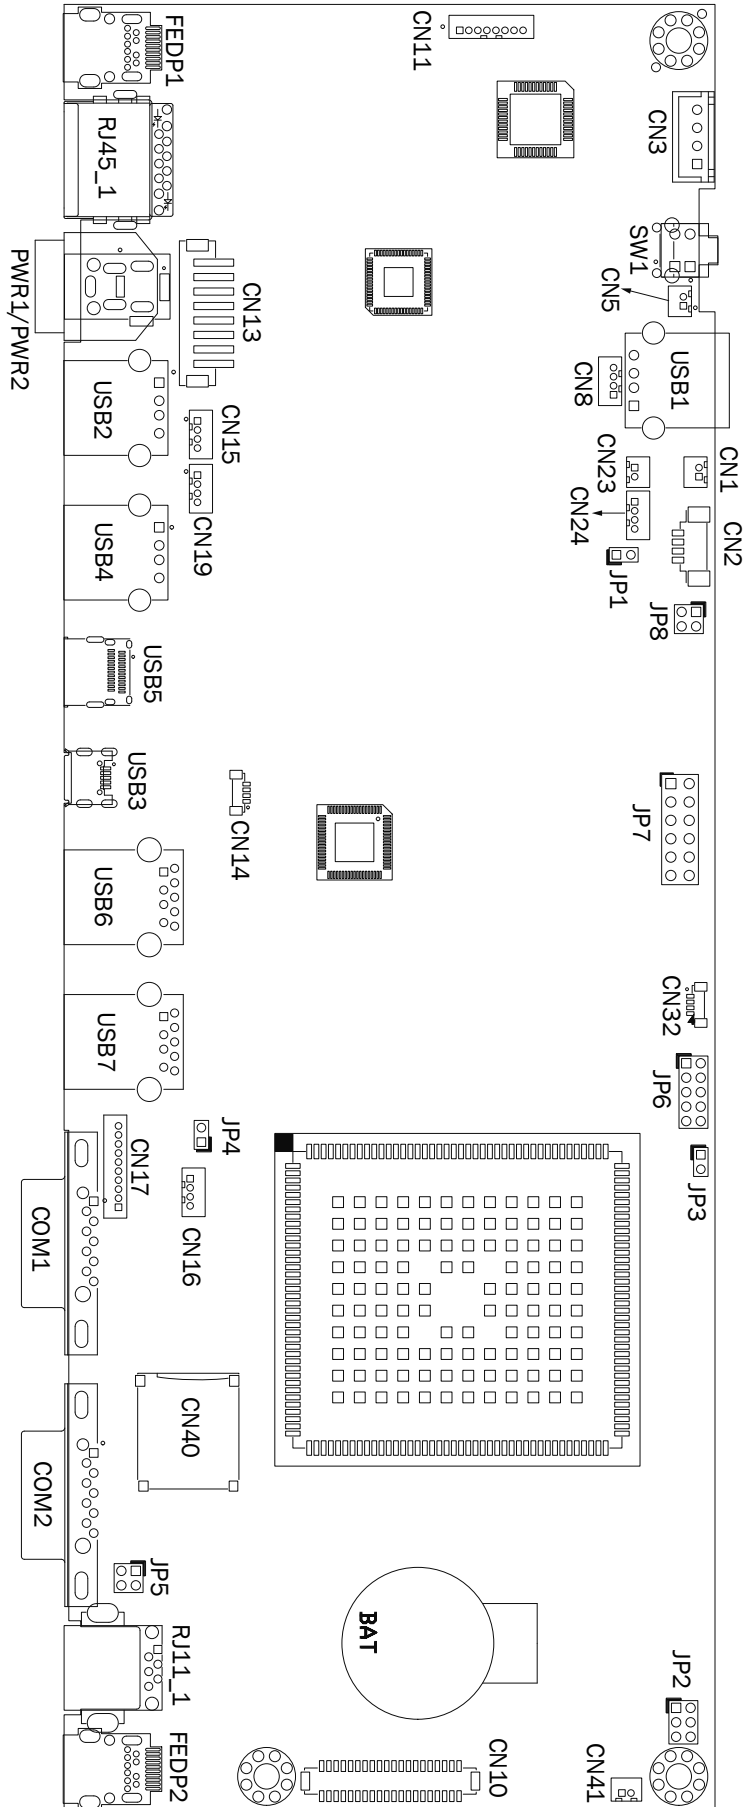 FEDP1
CN11
RJ45_1
CN3
SW1
CN5
PWR1/PWR2
CN13
USB1
CN8
USB2
CN15
CN23
CN1
CN24
CN2
USB4
CN19
JP1
JP8
USB5
USB3
CN14
JP7
USB6
CN32
USB7
JP6
CN17
JP4
JP3
COM1
CN16
CN40
COM2
JP5
BAT
RJ11_1
JP2
FEDP2
CN10
CN41